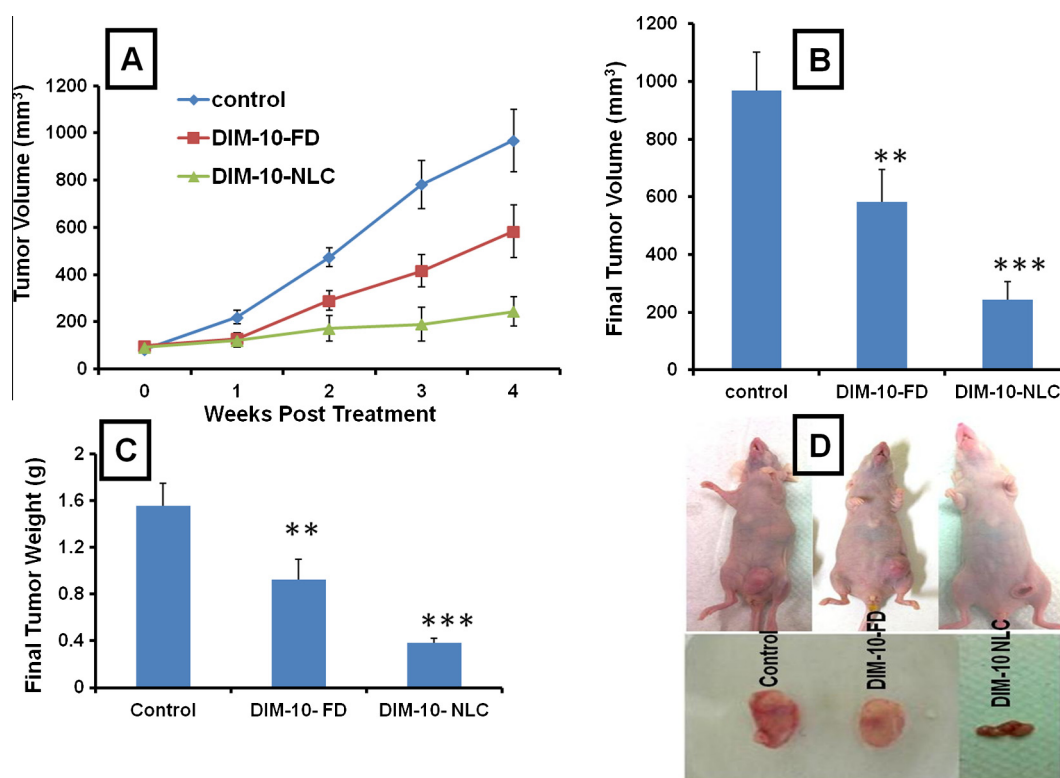 A
Tumor Volume (mm³)
1200
1000
800
600
400
200
0
control
DIM-10-FD
DIM-10-NLC
0 1 2 3 4
Weeks Post Treatment
B
Final Tumor Volume (mm³)
1200
1000
800
600
400
200
0
**
***
control DIM-10-FD DIM-10-NLC
C
Final Tumor Weight (g)
2
1.6
1.2
0.8
0.4
0
**
***
Control DIM-10- FD DIM-10- NLC
D
Control
DIM-10-FD
DIM-10 NLC